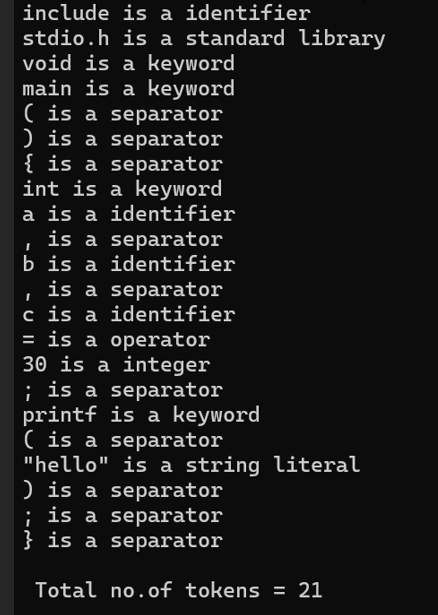 include is a identifier
stdio.h is a standard library
void is a keyword
main is a keyword
( is a separator
) is a separator
{ is a separator
int is a keyword
a is a identifier
, is a separator
b is a identifier
, is a separator
c is a identifier
= is a operator
30 is a integer
; is a separator
printf is a keyword
( is a separator
"hello" is a string literal
) is a separator
; is a separator
} is a separator
Total no.of tokens = 21